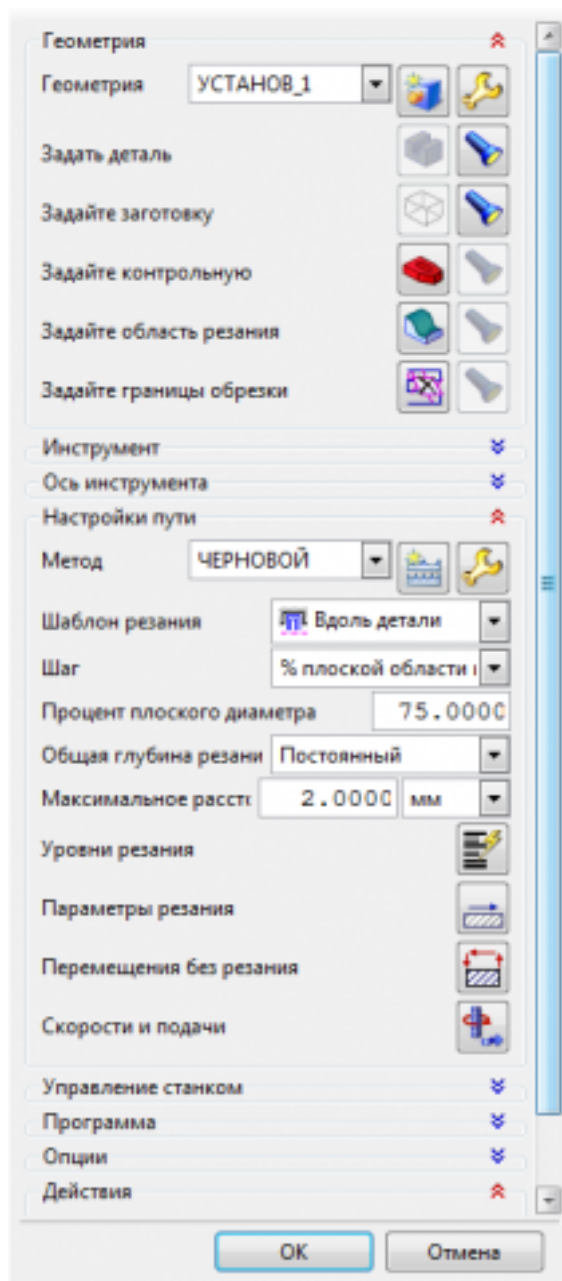 Геометрия
Геометрия УСТАНОВ_1
Задать деталь
Задайте заготовку
Задайте контрольную
Задайте область резания
Задайте границы обрезки
Инструмент
Ось инструмента
Настройки пути
Метод ЧЕРНОВОЙ
Шаблон резания Вдоль детали
Шаг % плоской области
Процент плоского диаметра 75.0000
Общая глубина резани Постоянный
Максимальное расст 2.0000 мм
Уровни резания
Параметры резания
Перемещения без резания
Скорости и подачи
Управление станком
Программа
Опции
Действия
ОК Отмена